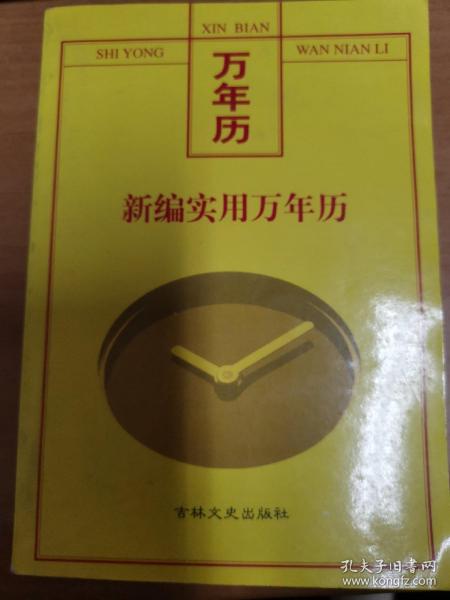 XIN BIAN
SHI YONG
WAN NIAN LI
万年历
新编实用万年历
吉林文史出版社
孔夫子旧书网
www.kongfz.com